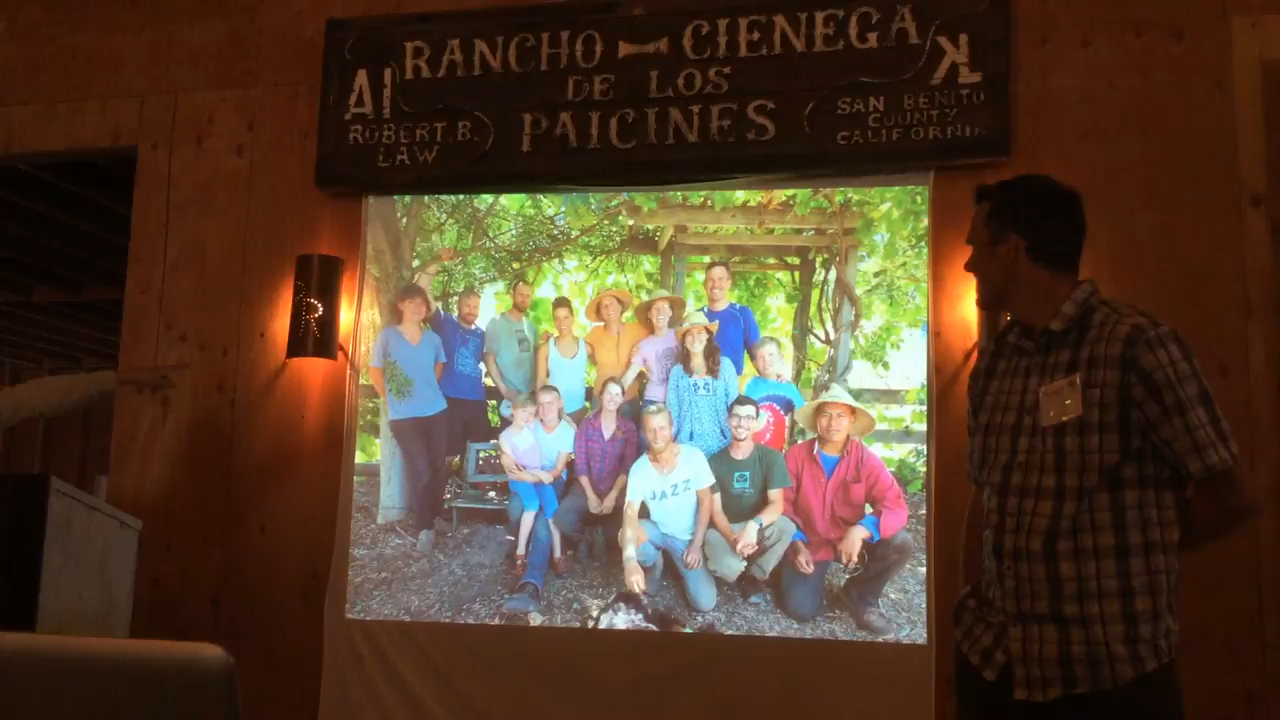 RANCHO CIENEGA
DE LOS
PAICINES
AI
ROBERT. B.
LAW
SAN BENITO
COUNTY
CALIFORNIA
R
JAZZ